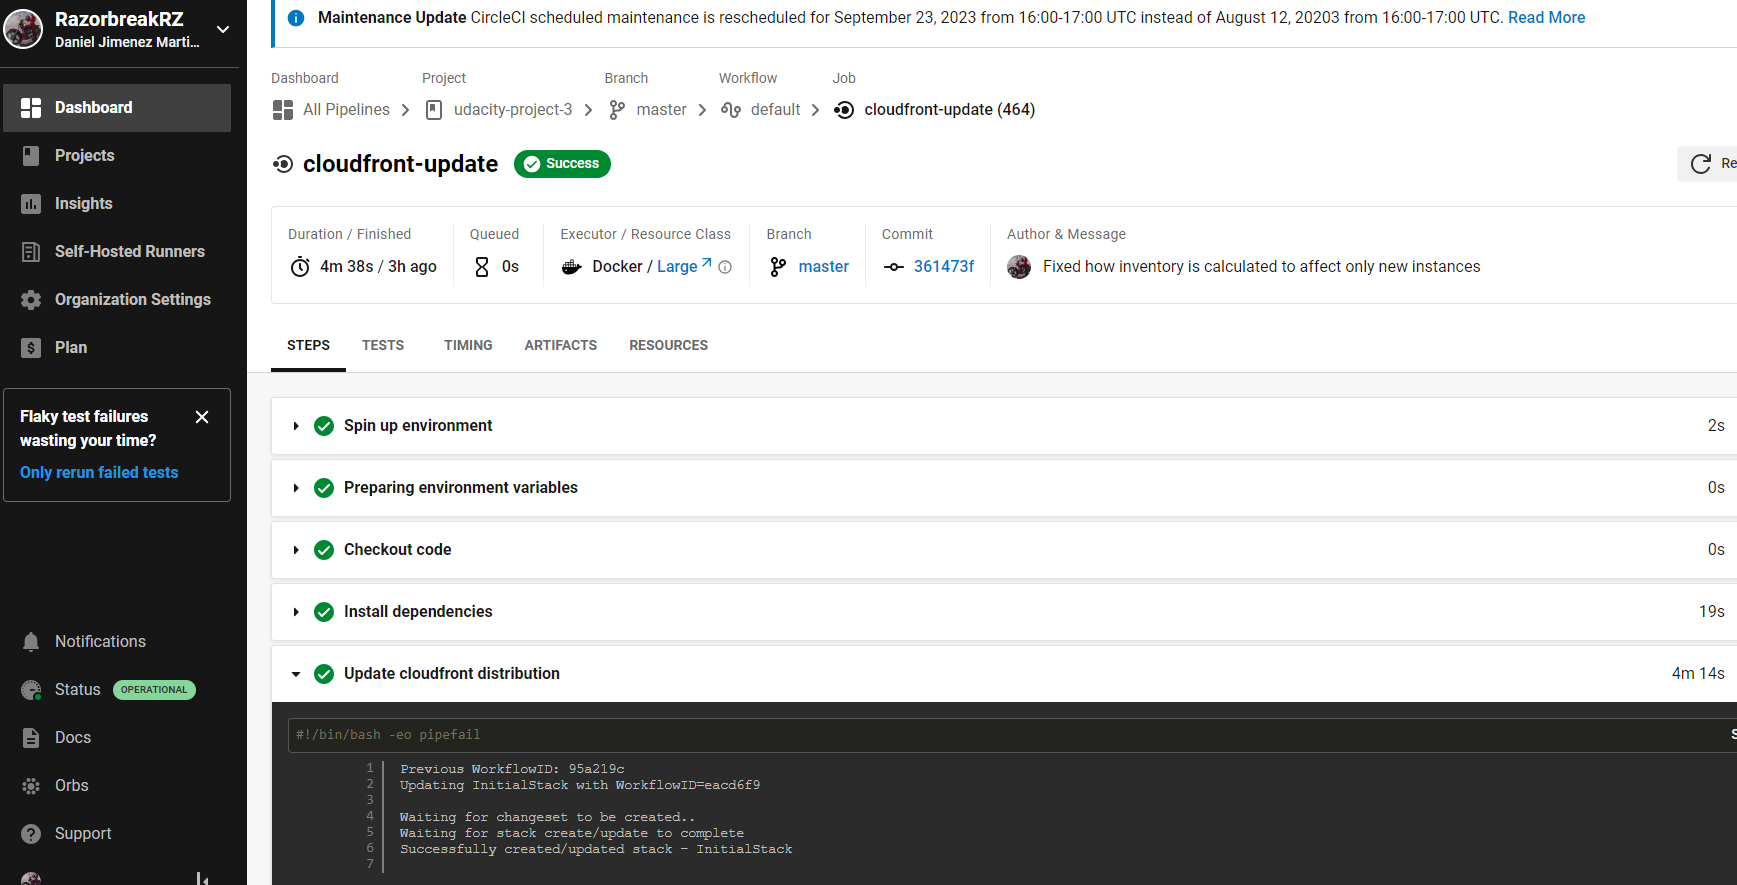 RazorbreakRZ
Daniel Jimenez Marti...
Dashboard
Projects
Insights
Self-Hosted Runners
Organization Settings
Plan
Flaky test failures
wasting your time?
Only rerun failed tests
Notifications
Status OPERATIONAL
Docs
Orbs
Support
Maintenance Update CircleCI scheduled maintenance is rescheduled for September 23, 2023 from 16:00-17:00 UTC instead of August 12, 20203 from 16:00-17:00 UTC. Read More
Dashboard Project Branch Workflow Job
All Pipelines udacity-project-3 master default cloudfront-update (464)
cloudfront-update Success
Re
Duration / Finished Queued Executor / Resource Class Branch Commit Author & Message
4m 38s / 3h ago 0s Docker / Large master 361473f Fixed how inventory is calculated to affect only new instances
STEPS TESTS TIMING ARTIFACTS RESOURCES
Spin up environment 2s
Preparing environment variables 0s
Checkout code 0s
Install dependencies 19s
Update cloudfront distribution 4m 14s
#!/bin/bash -eo pipefail
1 Previous WorkflowID: 95a219c
2 Updating InitialStack with WorkflowID=eacd6f9
3
4 Waiting for changeset to be created..
5 Waiting for stack create/update to complete
6 Successfully created/updated stack - InitialStack
7